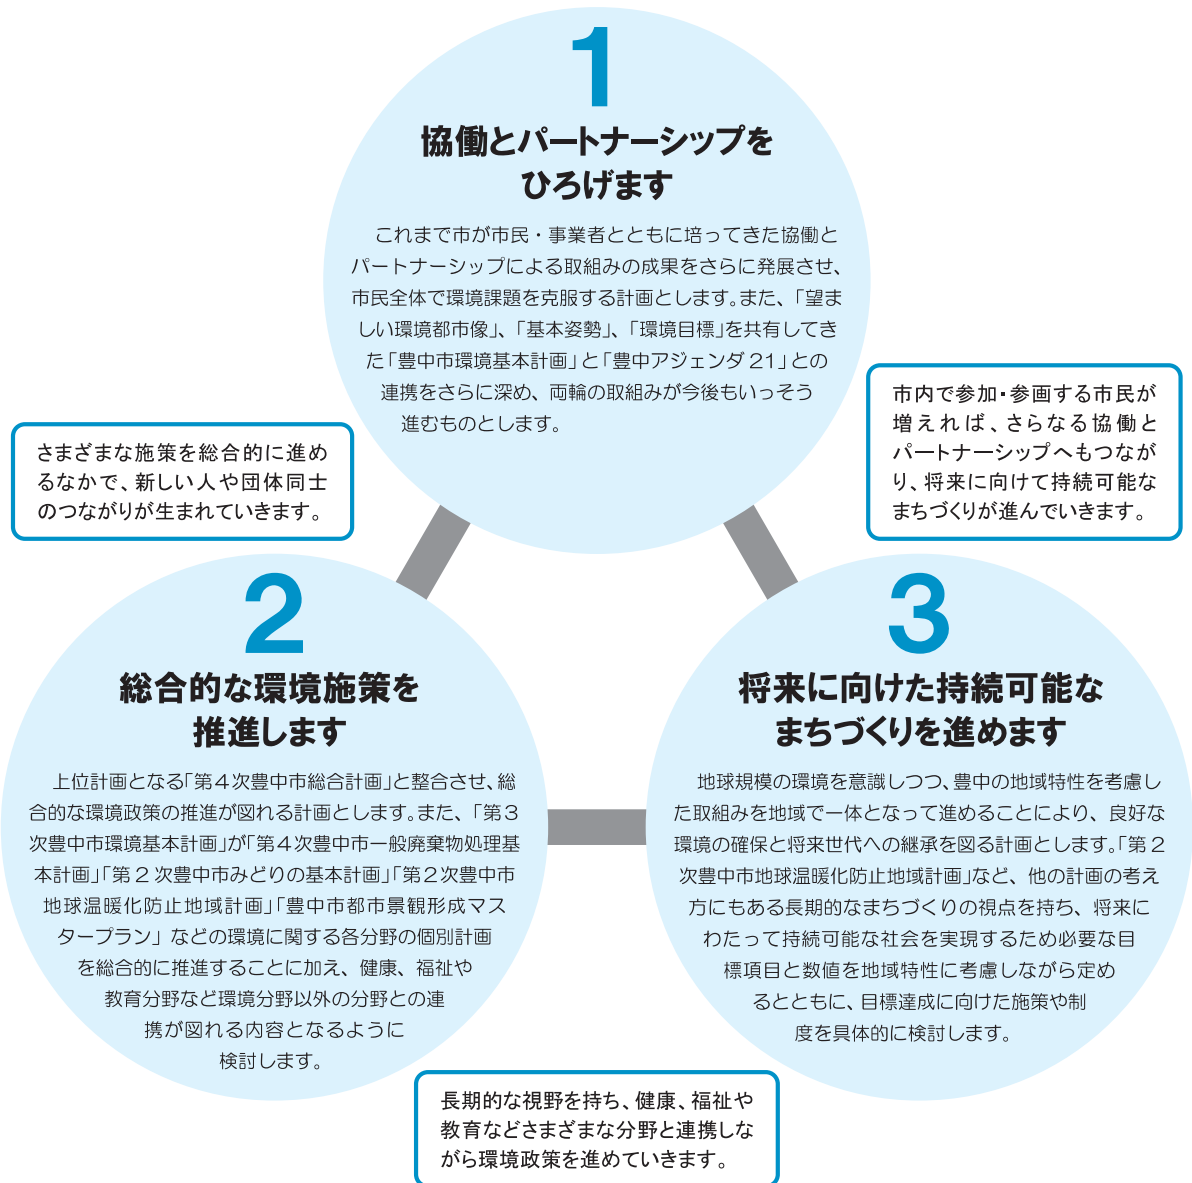 1
協働とパートナーシップを
ひろげます
これまで市が市民・事業者とともに培ってきた協働と
パートナーシップによる取組みの成果をさらに発展させ、
市民全体で環境課題を克服する計画とします。また、「望ま
しい環境都市像」、「基本姿勢」、「環境目標」を共有してき
た「豊中市環境基本計画」と「豊中アジェンダ21」との
連携をさらに深め、両輪の取組みが今後もいっそう
進むものとします。
さまざまな施策を総合的に進め
るなかで、新しい人や団体同士
のつながりが生まれていきます。
市内で参加・参画する市民が
増えれば、さらなる協働と
パートナーシップへもつなが
り、将来に向けて持続可能な
まちづくりが進んでいきます。
2
総合的な環境施策を
推進します
上位計画となる「第4次豊中市総合計画」と整合させ、総
合的な環境政策の推進が図れる計画とします。また、「第3
次豊中市環境基本計画」が「第4次豊中市一般廃棄物処理基
本計画」「第2次豊中市みどりの基本計画」「第2次豊中市
地球温暖化防止地域計画」「豊中市都市景観形成マス
タープラン」などの環境に関する各分野の個別計画
を総合的に推進することに加え、健康、福祉や
教育分野など環境分野以外の分野との連
携が図れる内容となるように
検討します。
3
将来に向けた持続可能な
まちづくりを進めます
地球規模の環境を意識しつつ、豊中の地域特性を考慮し
た取組みを地域で一体となって進めることにより、良好な
環境の確保と将来世代への継承を図る計画とします。「第2
次豊中市地球温暖化防止地域計画」など、他の計画の考え
方にもある長期的なまちづくりの視点を持ち、将来に
わたって持続可能な社会を実現するため必要な目
標項目と数値を地域特性に考慮しながら定め
るとともに、目標達成に向けた施策や制
度を具体的に検討します。
長期的な視野を持ち、健康、福祉や
教育などさまざまな分野と連携しな
がら環境政策を進めていきます。